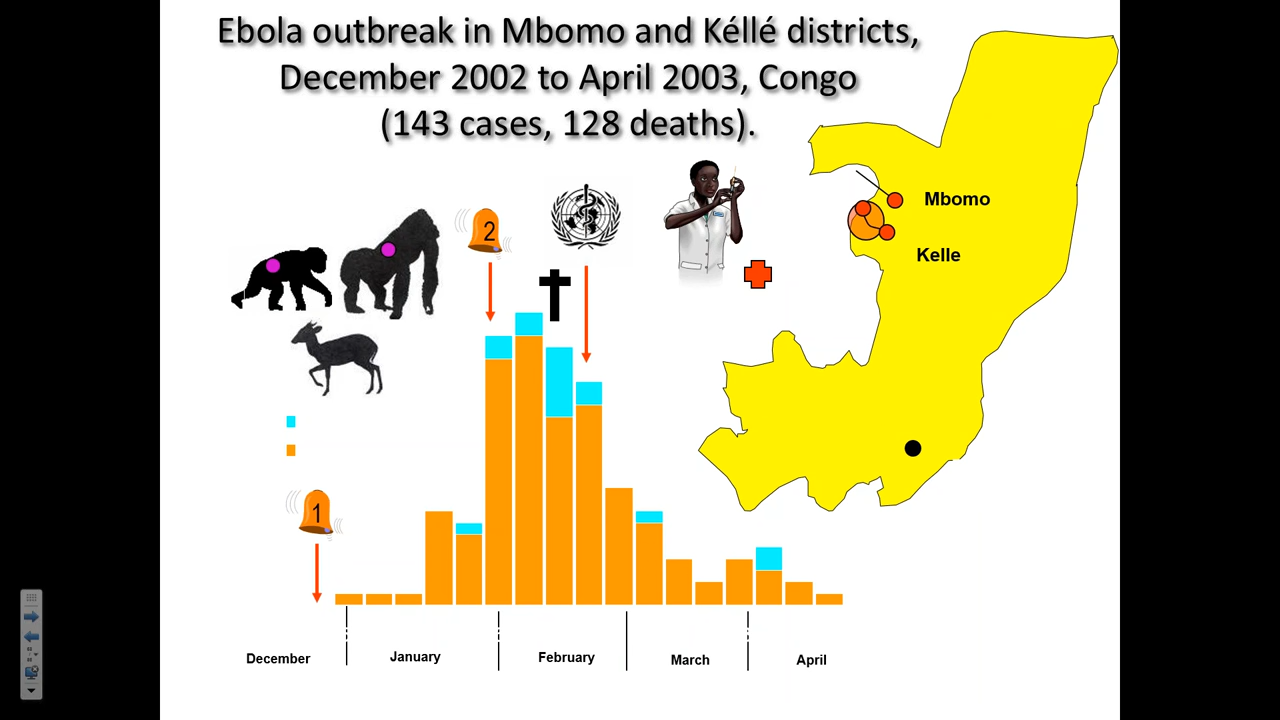 Ebola outbreak in Mbomo and Kéllé districts,
December 2002 to April 2003, Congo
(143 cases, 128 deaths).
Mbomo
2
Kelle
1
December
January
February
March
April